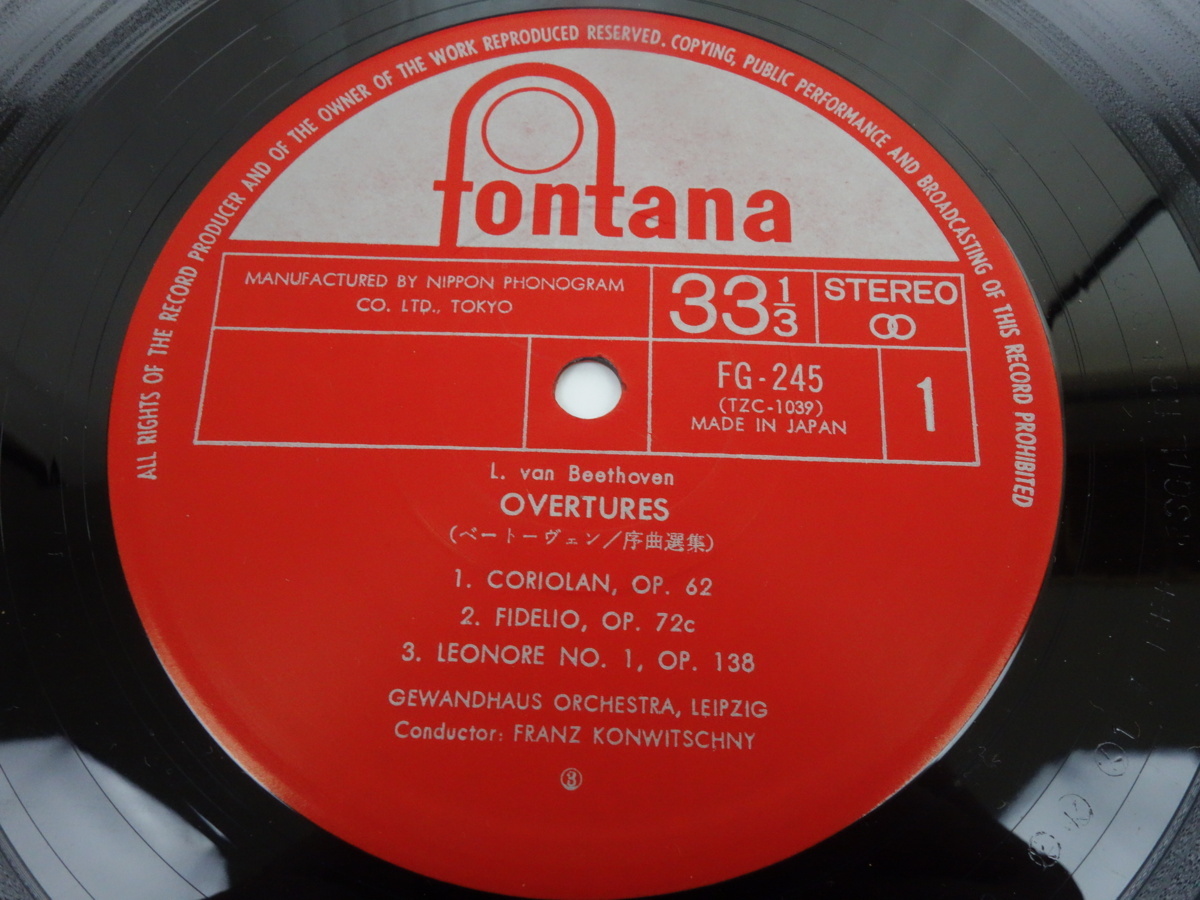 ALL RIGHTS OF THE RECORD PRODUCER AND OF THE OWNER OF THE WORK REPRODUCED RESERVED. COPYING, PUBLIC PERFORMANCE AND BROADCASTING OF THIS RECORD PROHIBITED
fontana
MANUFACTURED BY NIPPON PHONOGRAM
CO. LTD., TOKYO
33 1/3
STEREO
FG-245
(TZC-1039)
MADE IN JAPAN
1
L. van Beethoven
OVERTURES
(ベートーヴェン/序曲選集)
1. CORIOLAN, OP. 62
2. FIDELIO, OP. 72c
3. LEONORE NO. 1, OP. 138
GEWANDHAUS ORCHESTRA, LEIPZIG
Conductor: FRANZ KONWITSCHNY